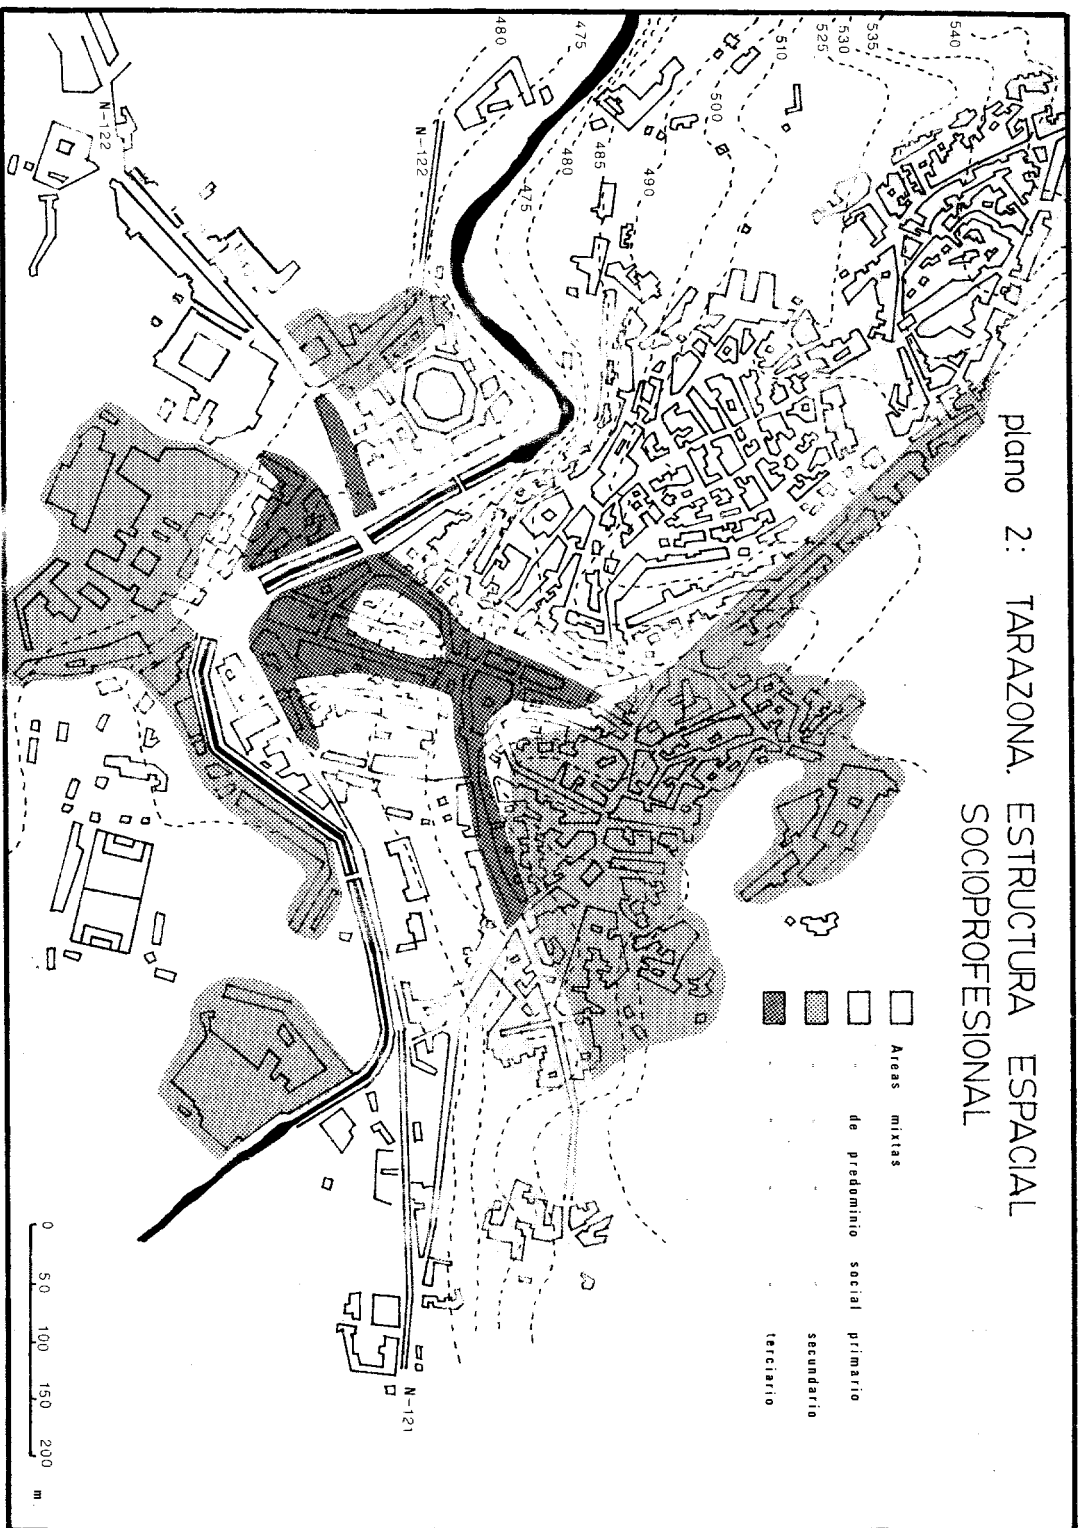 plano 2: TARAZONA. ESTRUCTURA ESPACIAL
SOCIOPROFESIONAL
Areas mixtas
" de predominio social primario
" " " " secundario
" " " " terciario
540
535
530
525
510
500
490
485
480
475
475
480
N-122
N-122
N-121
0 50 100 150 200 m